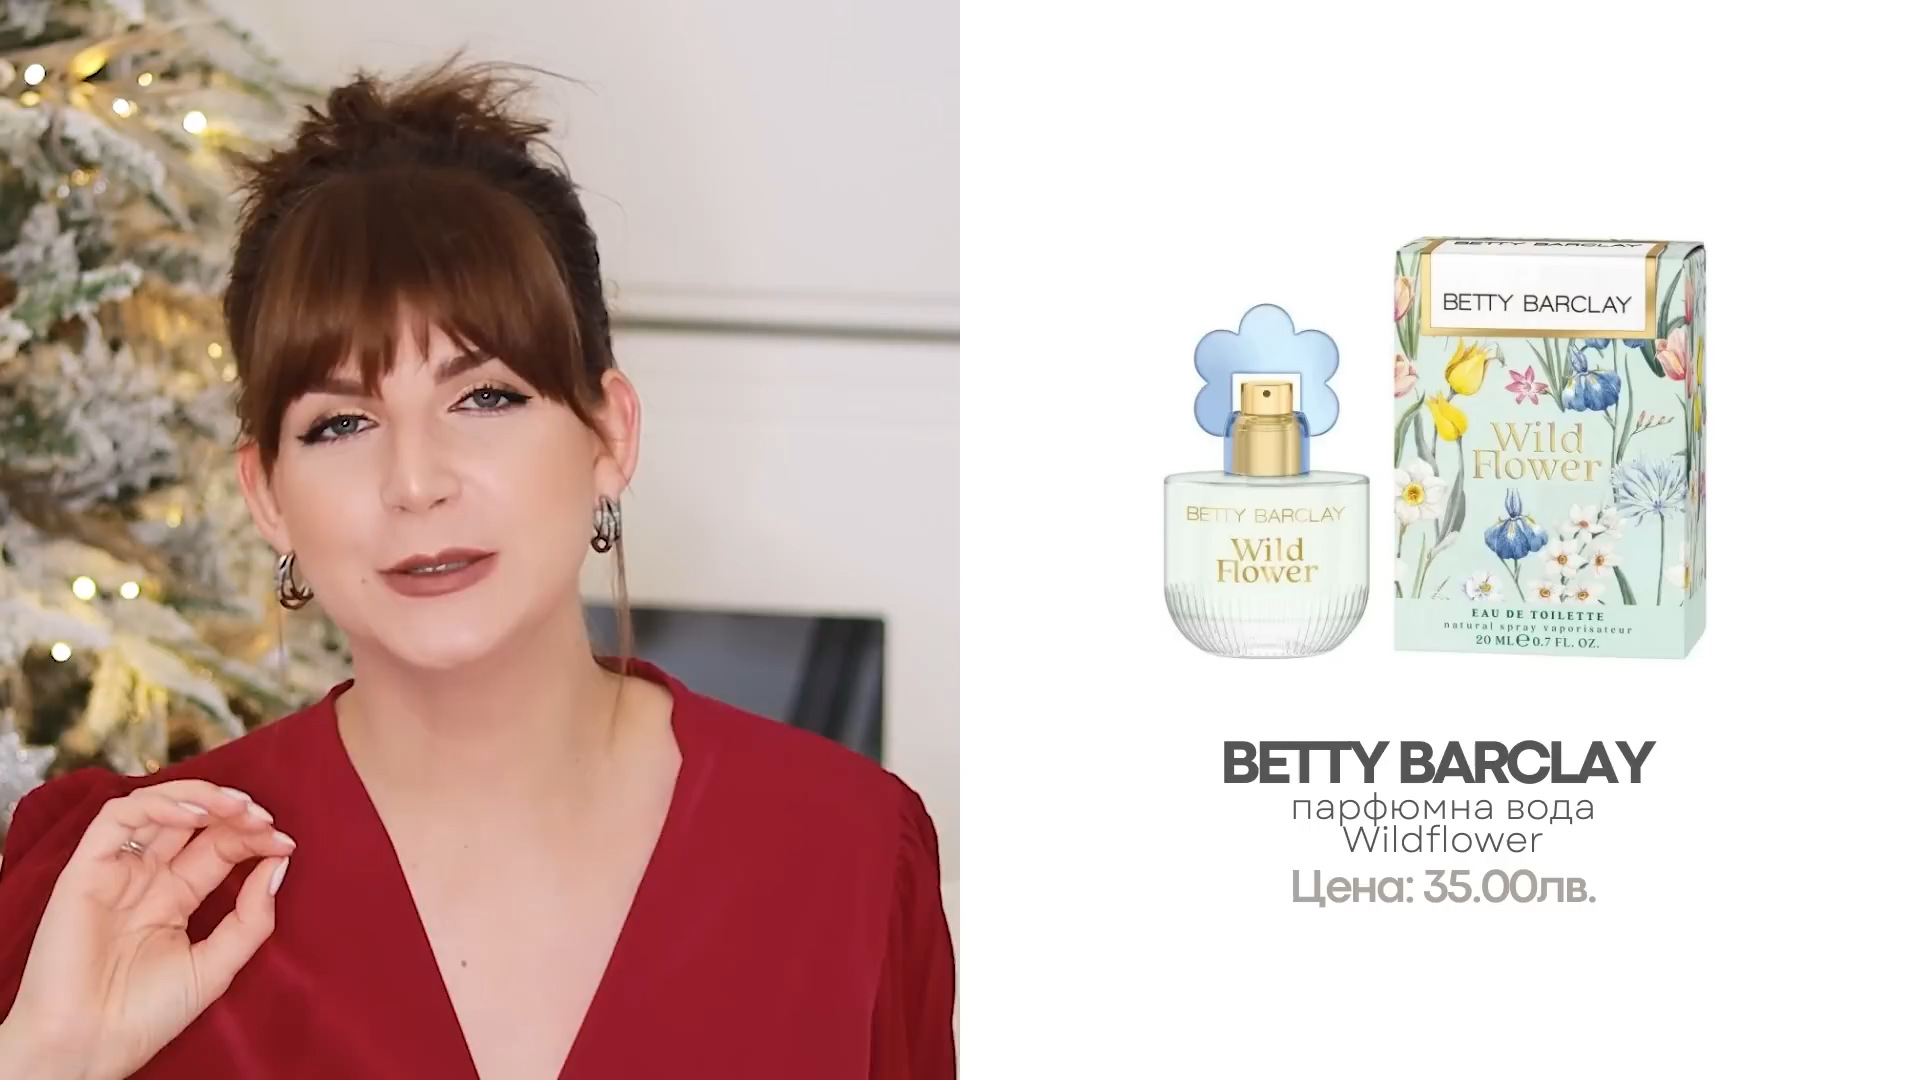 BETTY BARCLAY
BETTY BARCLAY
Wild
Flower
EAU DE TOILETTE
natural spray vaporisateur
20 ML ℮ 0.7 FL. OZ.
BETTY BARCLAY
Wild
Flower
BETTY BARCLAY
парфюмна вода
Wildflower
Цена: 35.00лв.